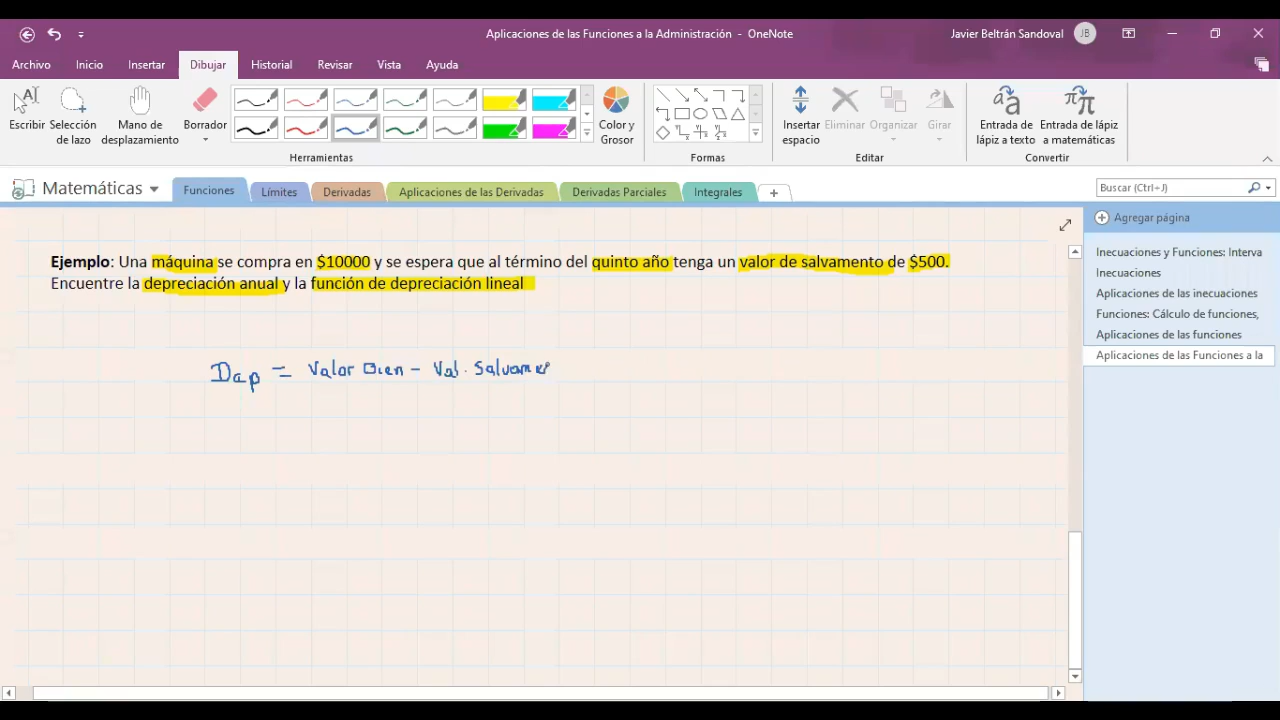 Aplicaciones de las Funciones a la Administración - OneNote
Javier Beltrán Sandoval JB
Archivo Inicio Insertar Dibujar Historial Revisar Vista Ayuda
Escribir
Selección de lazo
Mano de desplazamiento
Borrador
Color y Grosor
Insertar espacio
Eliminar
Organizar
Girar
Entrada de lápiz a texto
Entrada de lápiz a matemáticas
Herramientas Formas Editar Convertir
Matemáticas Funciones Límites Derivadas Aplicaciones de las Derivadas Derivadas Parciales Integrales
Buscar (Ctrl+J)
Agregar página
Ejemplo: Una máquina se compra en $10000 y se espera que al término del quinto año tenga un valor de salvamento de $500.
Encuentre la depreciación anual y la función de depreciación lineal
Dap = Valor Bien - Val. Salvame
Inecuaciones y Funciones: Interva
Inecuaciones
Aplicaciones de las inecuaciones
Funciones: Cálculo de funciones,
Aplicaciones de las funciones
Aplicaciones de las Funciones a la